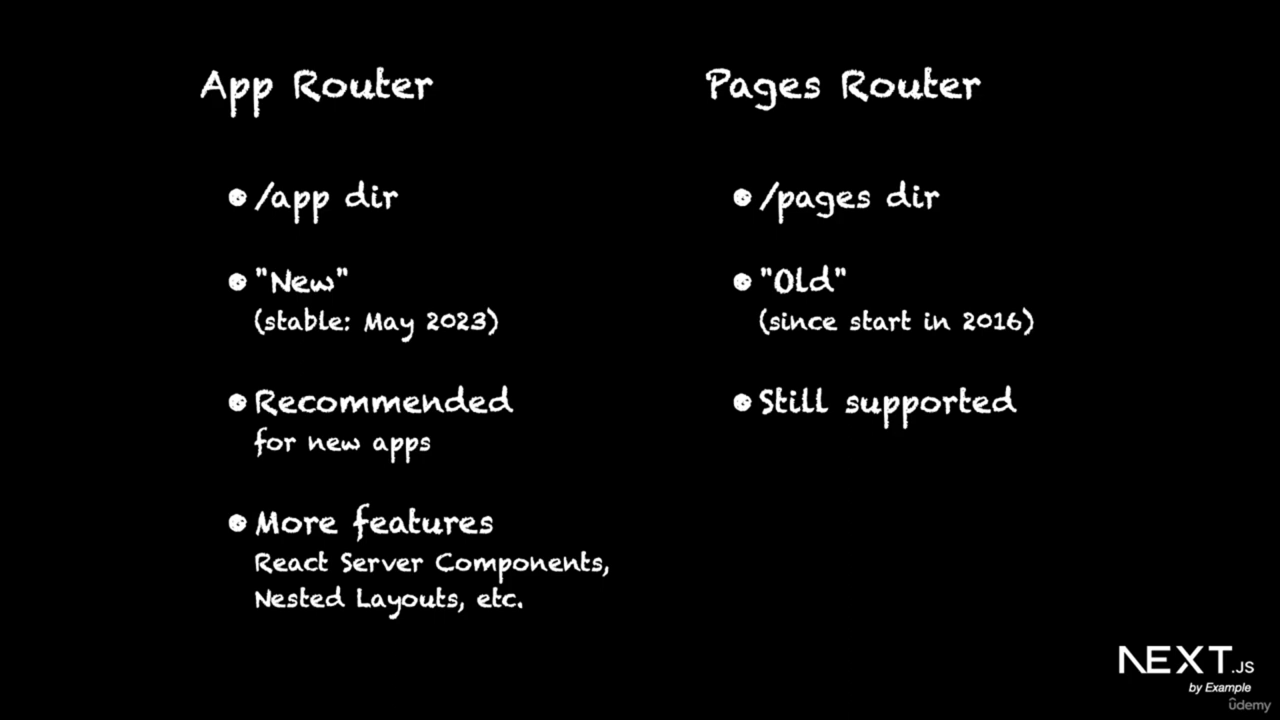 App Router
• /app dir
• "New"
(stable: May 2023)
• Recommended
for new apps
• More features
React Server Components,
Nested Layouts, etc.
Pages Router
• /pages dir
• "Old"
(since start in 2016)
• Still supported
NEXT.JS
by Example
udemy